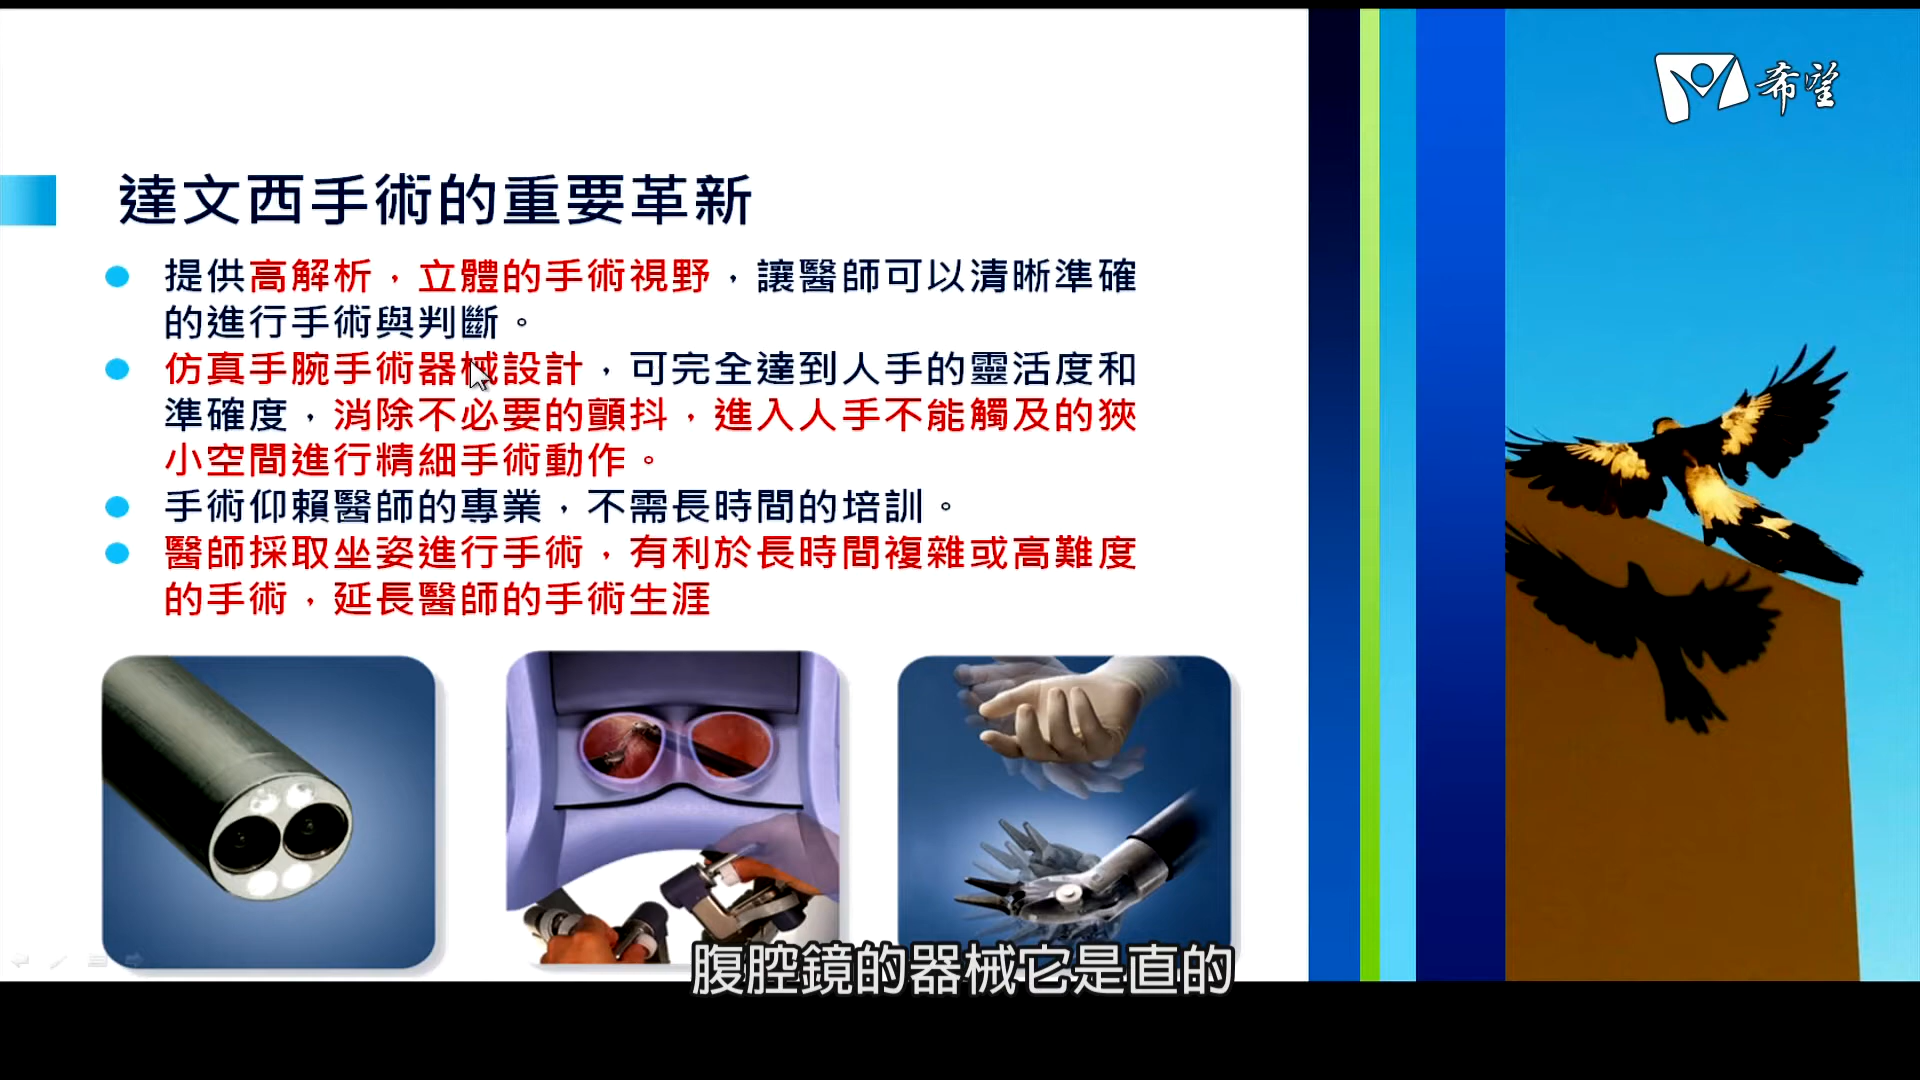 希望
達文西手術的重要革新
提供高解析，立體的手術視野，讓醫師可以清晰準確
的進行手術與判斷。
仿真手腕手術器械設計，可完全達到人手的靈活度和
準確度，消除不必要的顫抖，進入人手不能觸及的狹
小空間進行精細手術動作。
手術仰賴醫師的專業，不需長時間的培訓。
醫師採取坐姿進行手術，有利於長時間複雜或高難度
的手術，延長醫師的手術生涯
腹腔鏡的器械它是直的